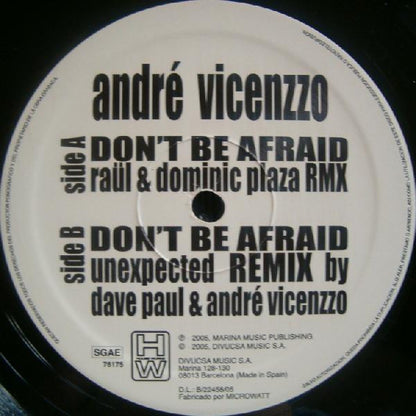 andré vicenzzo
side A
DON'T BE AFRAID
raül & dominic plaza RMX
side B
DON'T BE AFRAID
unexpected REMIX by
dave paul & andré vicenzzo
SGAE
76175
HW
℗ 2005, MARINA MUSIC PUBLISHING
© 2005, DIVUCSA MUSIC S.A.
DIVUCSA MUSIC S.A.
Marina 128-130
08013 Barcelona (Made in Spain)
D.L.: B/22456/05
Fabricado por MICROWATT